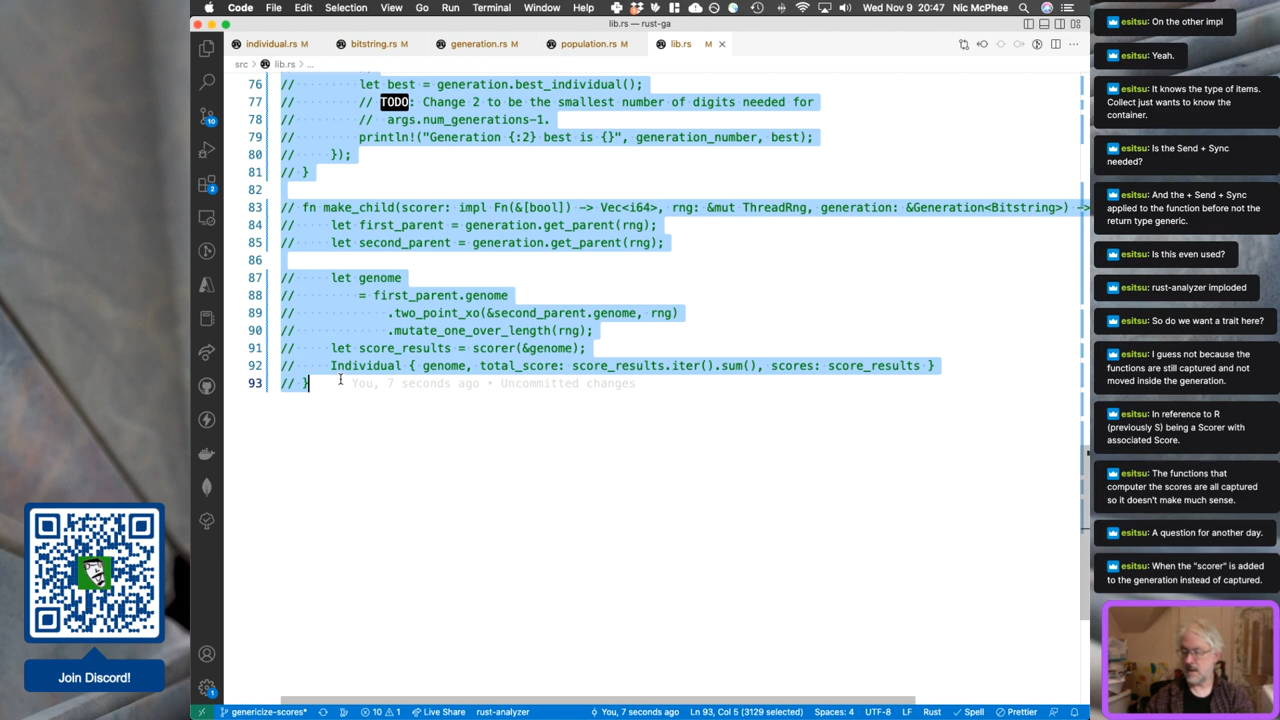 Code File Edit Selection View Go Run Terminal Window Help Nic McPhee Wed Nov 9 20:47
lib.rs — rust-ga
individual.rs M bitstring.rs M generation.rs M population.rs M lib.rs M
src > lib.rs > ...
76 // let best = generation.best_individual();
77 // // TODO: Change 2 to be the smallest number of digits needed for
78 // // args.num_generations-1.
79 // println!("Generation {:2} best is {}", generation_number, best);
80 // });
81 // }
82
83 // fn make_child(scorer: impl Fn(&[bool]) -> Vec<i64>, rng: &mut ThreadRng, generation: &Generation<Bitstring>) ->
84 // let first_parent = generation.get_parent(rng);
85 // let second_parent = generation.get_parent(rng);
86
87 // let genome
88 // = first_parent.genome
89 // .two_point_xo(&second_parent.genome, rng)
90 // .mutate_one_over_length(rng);
91 // let score_results = scorer(&genome);
92 // Individual { genome, total_score: score_results.iter().sum(), scores: score_results }
93 // } You, 7 seconds ago • Uncommitted changes
10
2
1
genericize-scores* 10 1 Live Share rust-analyzer You, 7 seconds ago Ln 93, Col 5 (3129 selected) Spaces: 4 UTF-8 LF Rust Spell Prettier
Join Discord!
esitsu: On the other impl
esitsu: Yeah.
esitsu: It knows the type of items.
Collect just wants to know the
container.
esitsu: Is the Send + Sync
needed?
esitsu: And the + Send + Sync
applied to the function before not the
return type generic.
esitsu: Is this even used?
esitsu: rust-analyzer imploded
esitsu: So do we want a trait here?
esitsu: I guess not because the
functions are still captured and not
moved inside the generation.
esitsu: In reference to R
(previously S) being a Scorer with
associated Score.
esitsu: The functions that
computer the scores are all captured
so it doesn't make much sense.
esitsu: A question for another day.
esitsu: When the "scorer" is added
to the generation instead of captured.